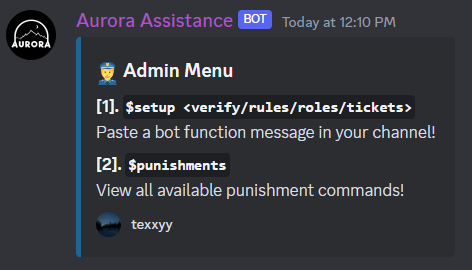 Aurora Assistance BOT Today at 12:10 PM
AURORA
👮 Admin Menu
[1]. $setup <verify/rules/roles/tickets>
Paste a bot function message in your channel!
[2]. $punishments
View all available punishment commands!
texxyy